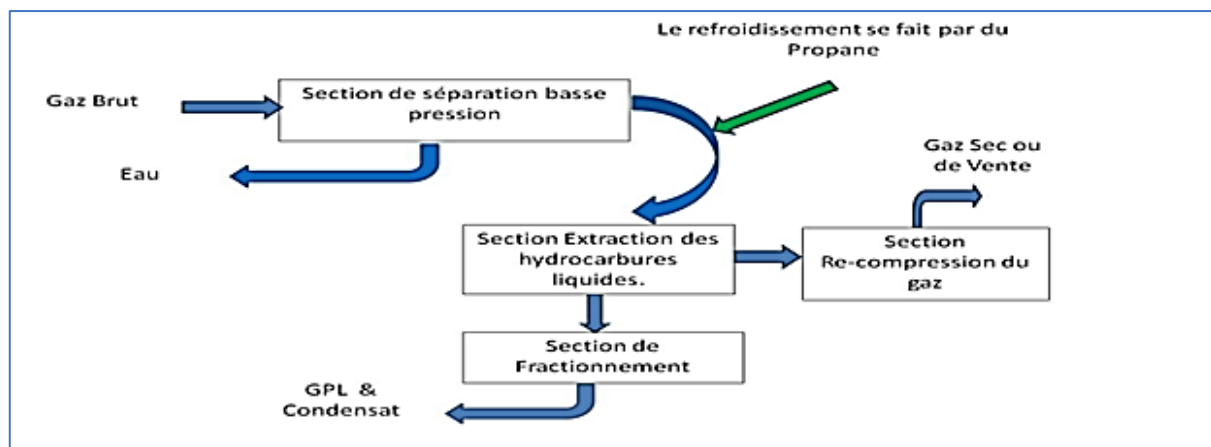 Le refroidissement se fait par du
Propane
Gaz Brut
Section de séparation basse
pression
Eau
Gaz Sec ou
de Vente
Section Extraction des
hydrocarbures
liquides.
Section
Re-compression du
gaz
Section de
Fractionnement
GPL &
Condensat